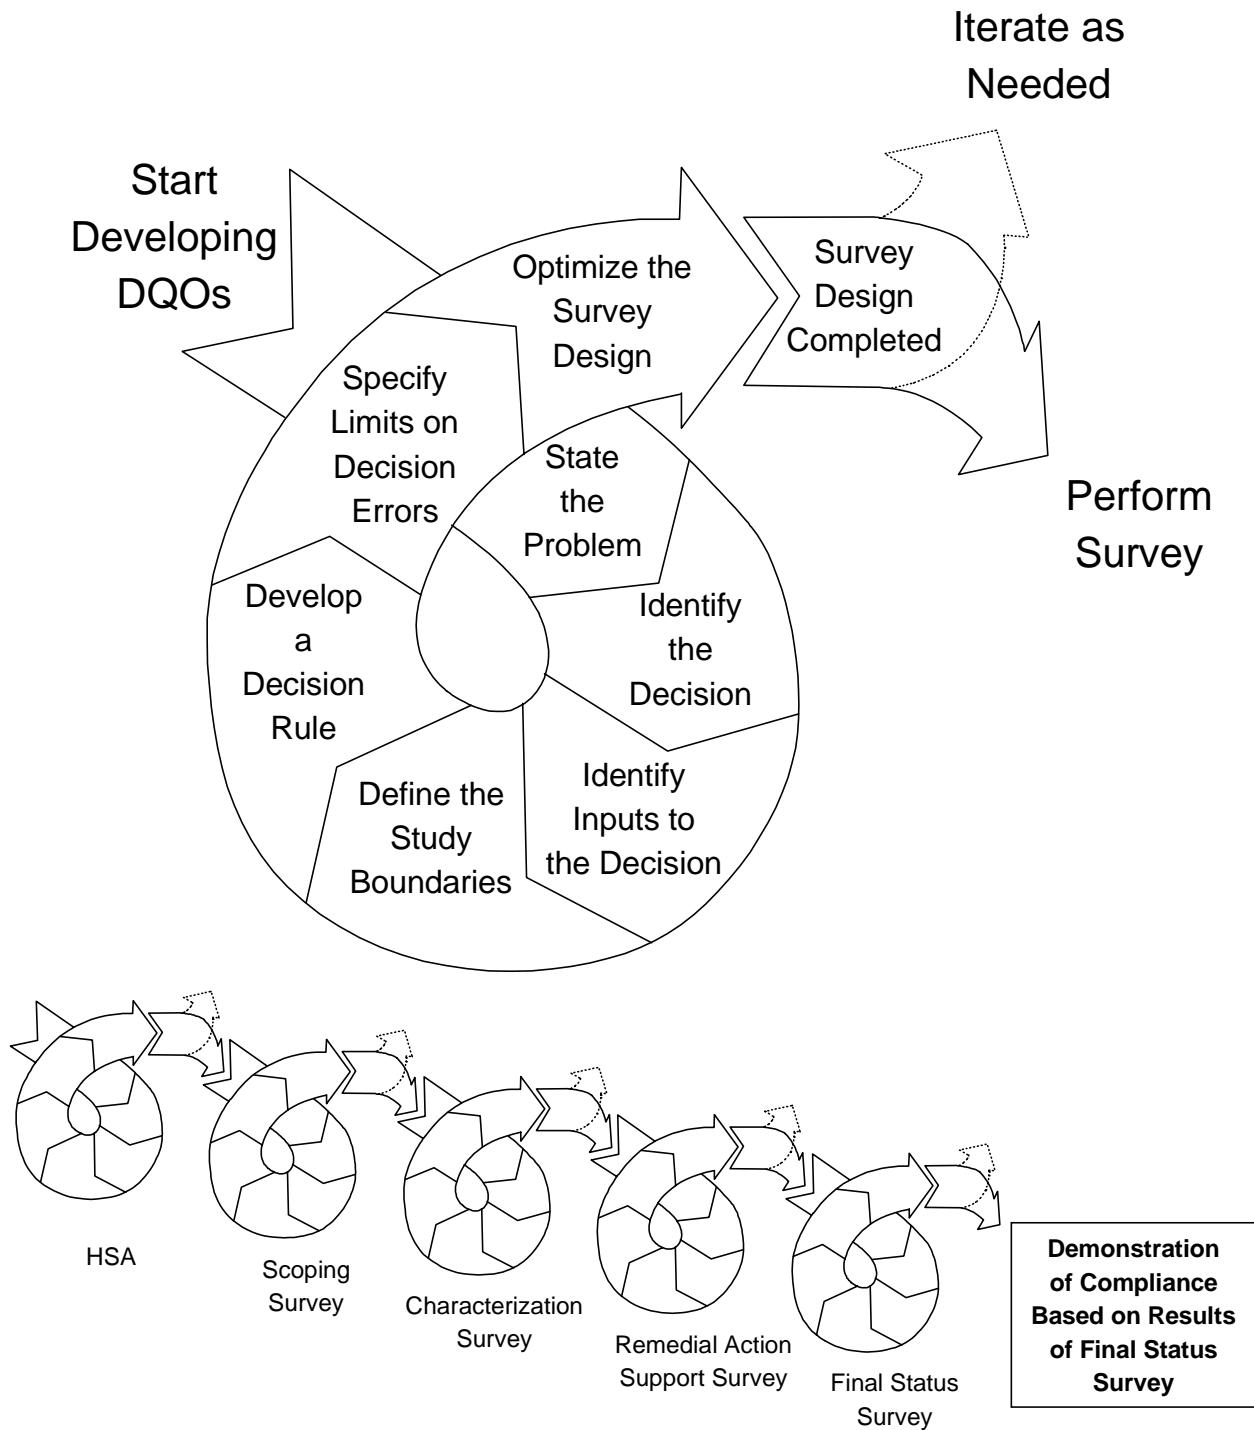 Iterate as
Needed
Start
Developing
DQOs
Optimize the
Survey
Design
Survey
Design
Completed
Specify
Limits on
Decision
Errors
State
the
Problem
Perform
Survey
Develop
a
Decision
Rule
Identify
the
Decision
Define the
Study
Boundaries
Identify
Inputs to
the Decision
HSA
Scoping
Survey
Characterization
Survey
Remedial Action
Support Survey
Final Status
Survey
Demonstration
of Compliance
Based on Results
of Final Status
Survey